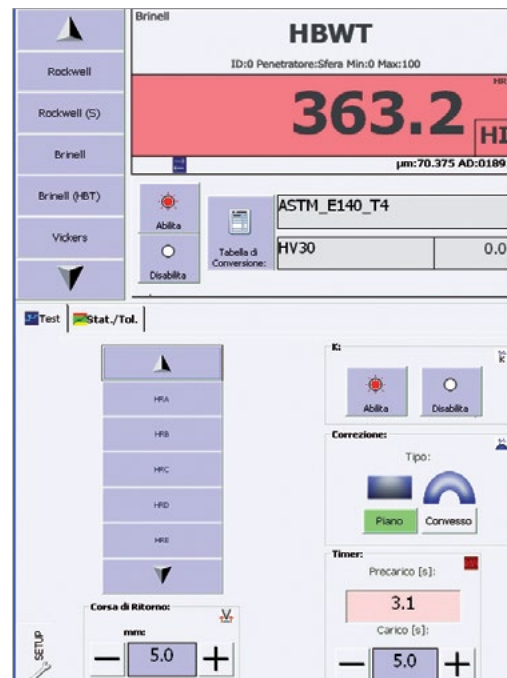 Brinell
HBWT
ID:0 Penetratore:Sfera Min:0 Max:100
HR
363.2
HI
µm:70.375 AD:0189
Rockwell
Rockwell (S)
Brinell
Brinell (HBT)
Vickers
Abilita
Disabilita
Tabella di
Conversione:
ASTM_E140_T4
HV30
0.0
Test
Stat./Tol.
HRA
HRB
HRC
HRD
HRE
K:
k
Abilita
Disabilita
Correzione:
Tipo:
Piano
Convesso
Timer:
Precarico [s]:
3.1
Carico [s]:
5.0
Corsa di Ritorno:
mm:
5.0
SETUP